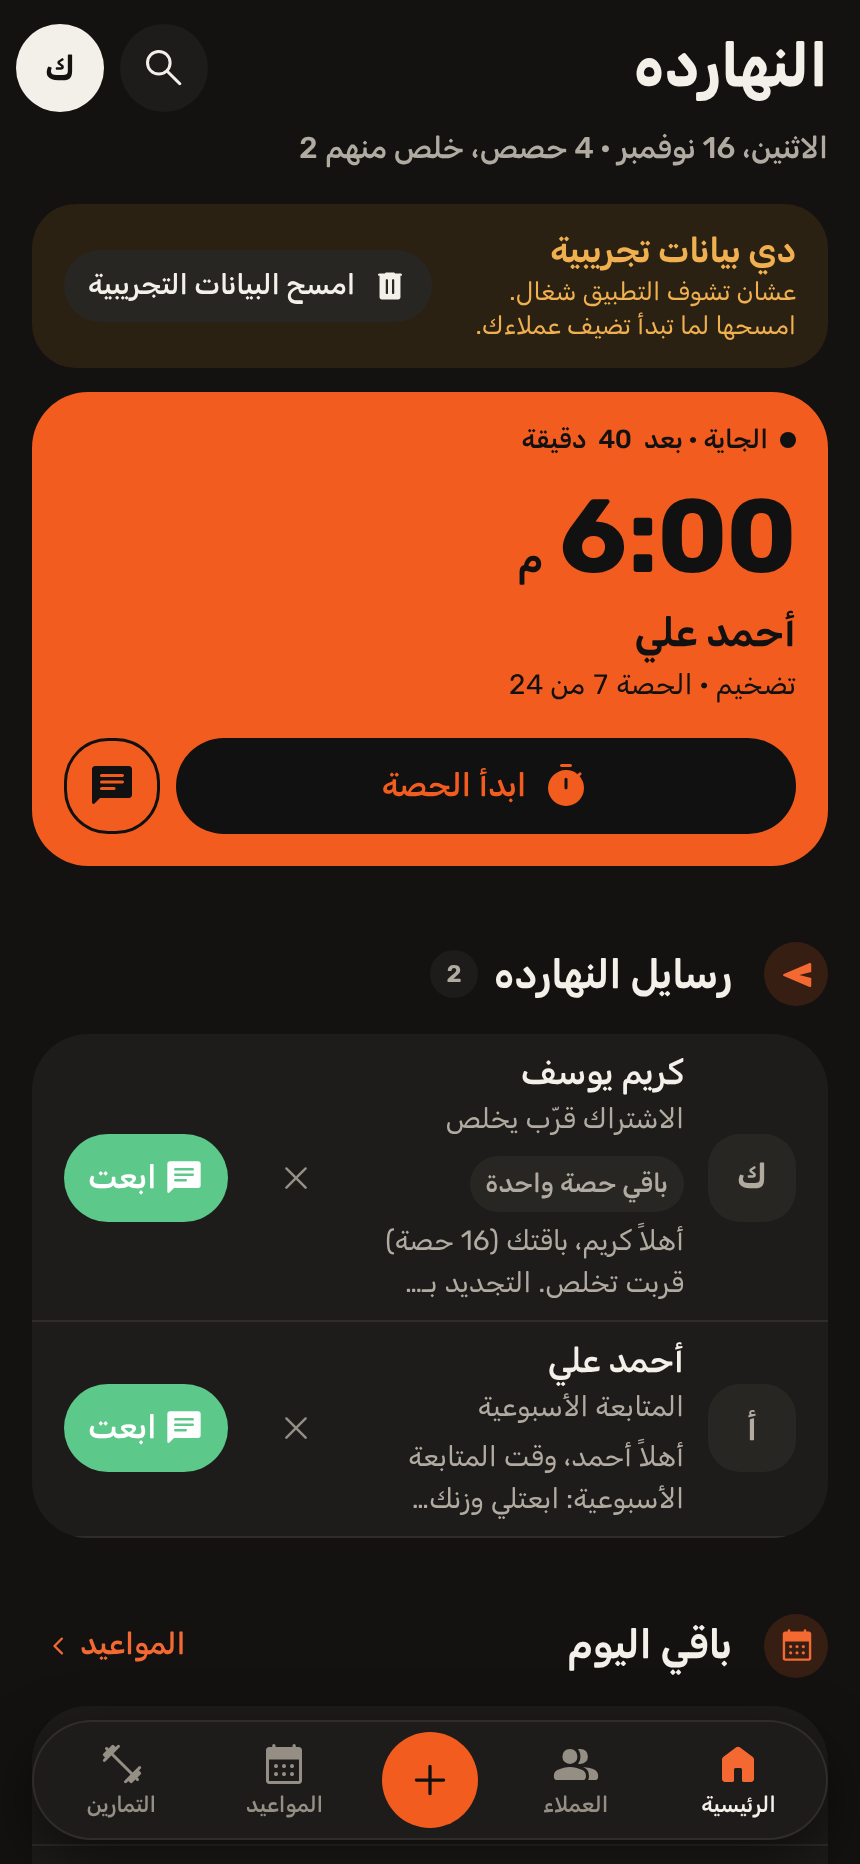 النهارده
ك
الاثنين، 16 نوفمبر • 4 حصص، خلص منهم 2
دي بيانات تجريبية
عشان تشوف التطبيق شغال.
امسحها لما تبدأ تضيف عملاءك.
امسح البيانات التجريبية
الجاية • بعد 40 دقيقة
6:00 م
أحمد علي
تضخيم • الحصة 7 من 24
ابدأ الحصة
رسايل النهارده 2
ك
كريم يوسف
الاشتراك قرّب يخلص
باقي حصة واحدة
أهلاً كريم، باقتك (16 حصة)
قربت تخلص. التجديد بـ...
ابعت
أ
أحمد علي
المتابعة الأسبوعية
أهلاً أحمد، وقت المتابعة
الأسبوعية: ابعتلي وزنك...
ابعت
باقي اليوم
المواعيد
الرئيسية
العملاء
المواعيد
التمارين